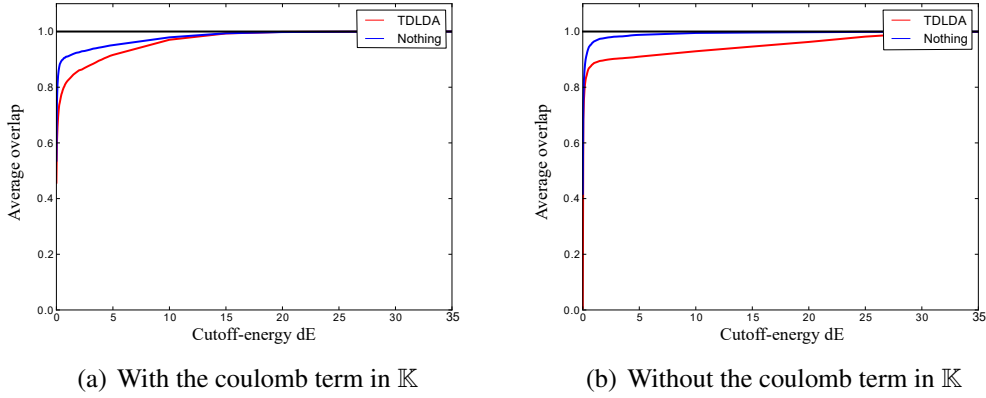 1.0
0.8
0.6
0.4
0.2
0.0
Average overlap
0 5 10 15 20 25 30 35
Cutoff-energy dE
TDLDA
Nothing
(a) With the coulomb term in 𝕂
1.0
0.8
0.6
0.4
0.2
0.0
Average overlap
0 5 10 15 20 25 30 35
Cutoff-energy dE
TDLDA
Nothing
(b) Without the coulomb term in 𝕂